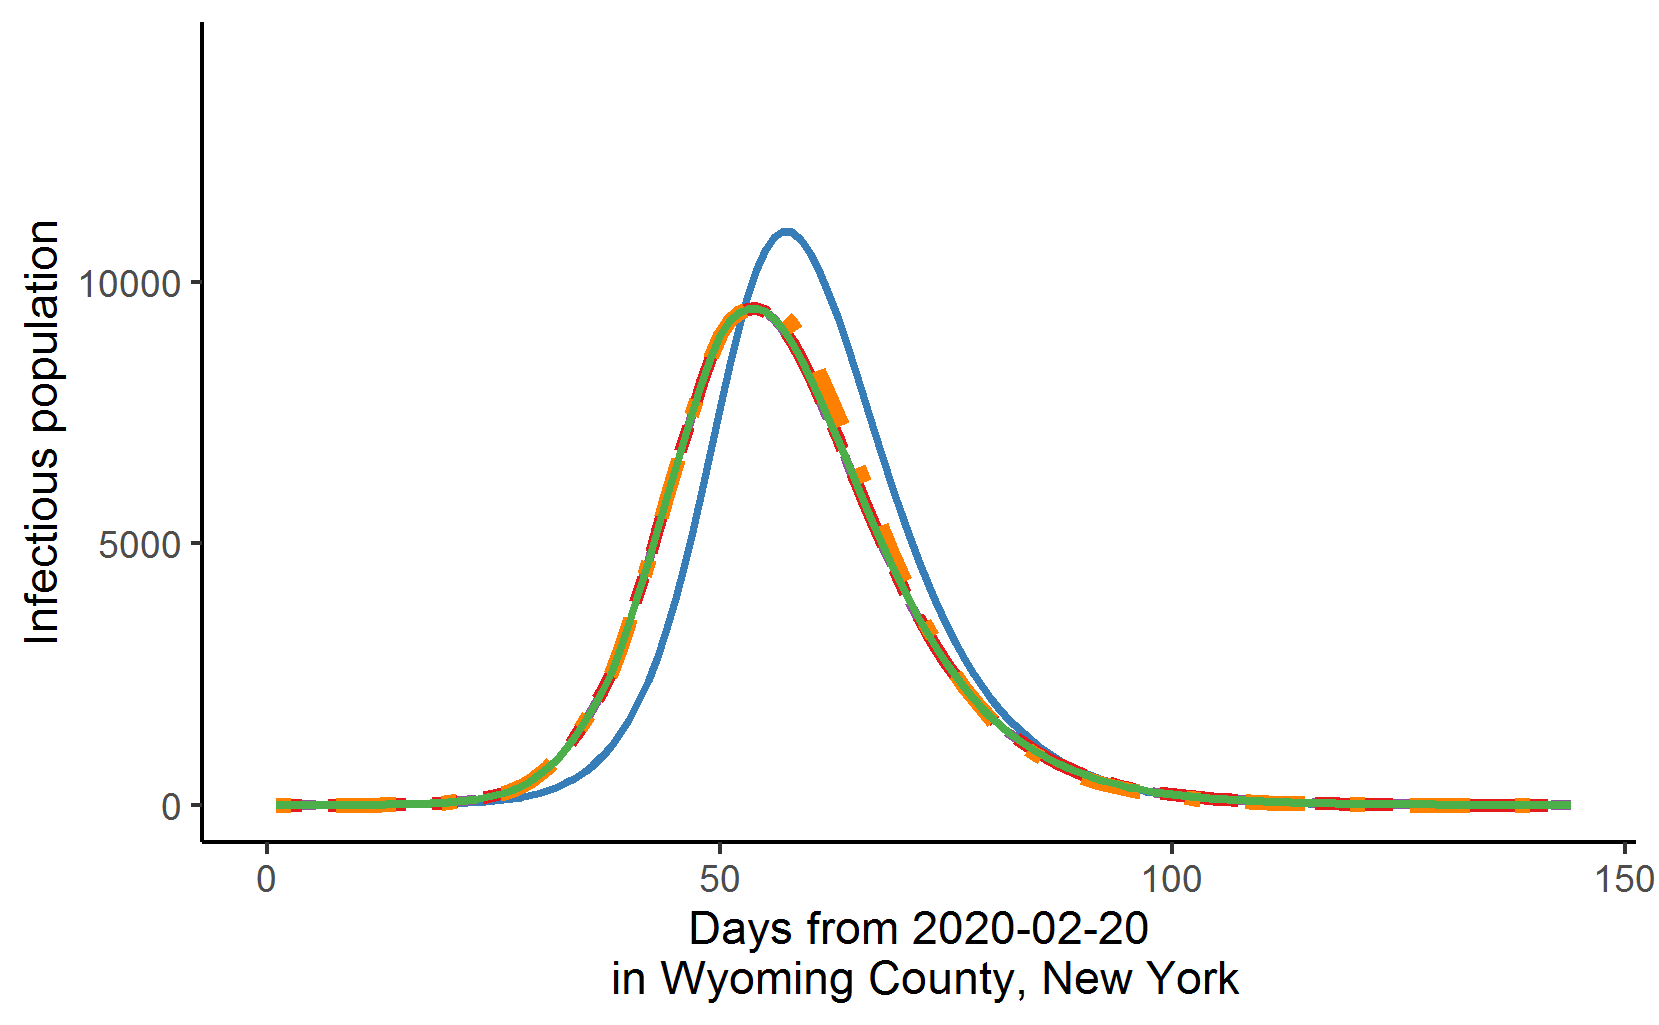 Infectious population
10000
5000
0
0 50 100 150
Days from 2020-02-20
in Wyoming County, New York